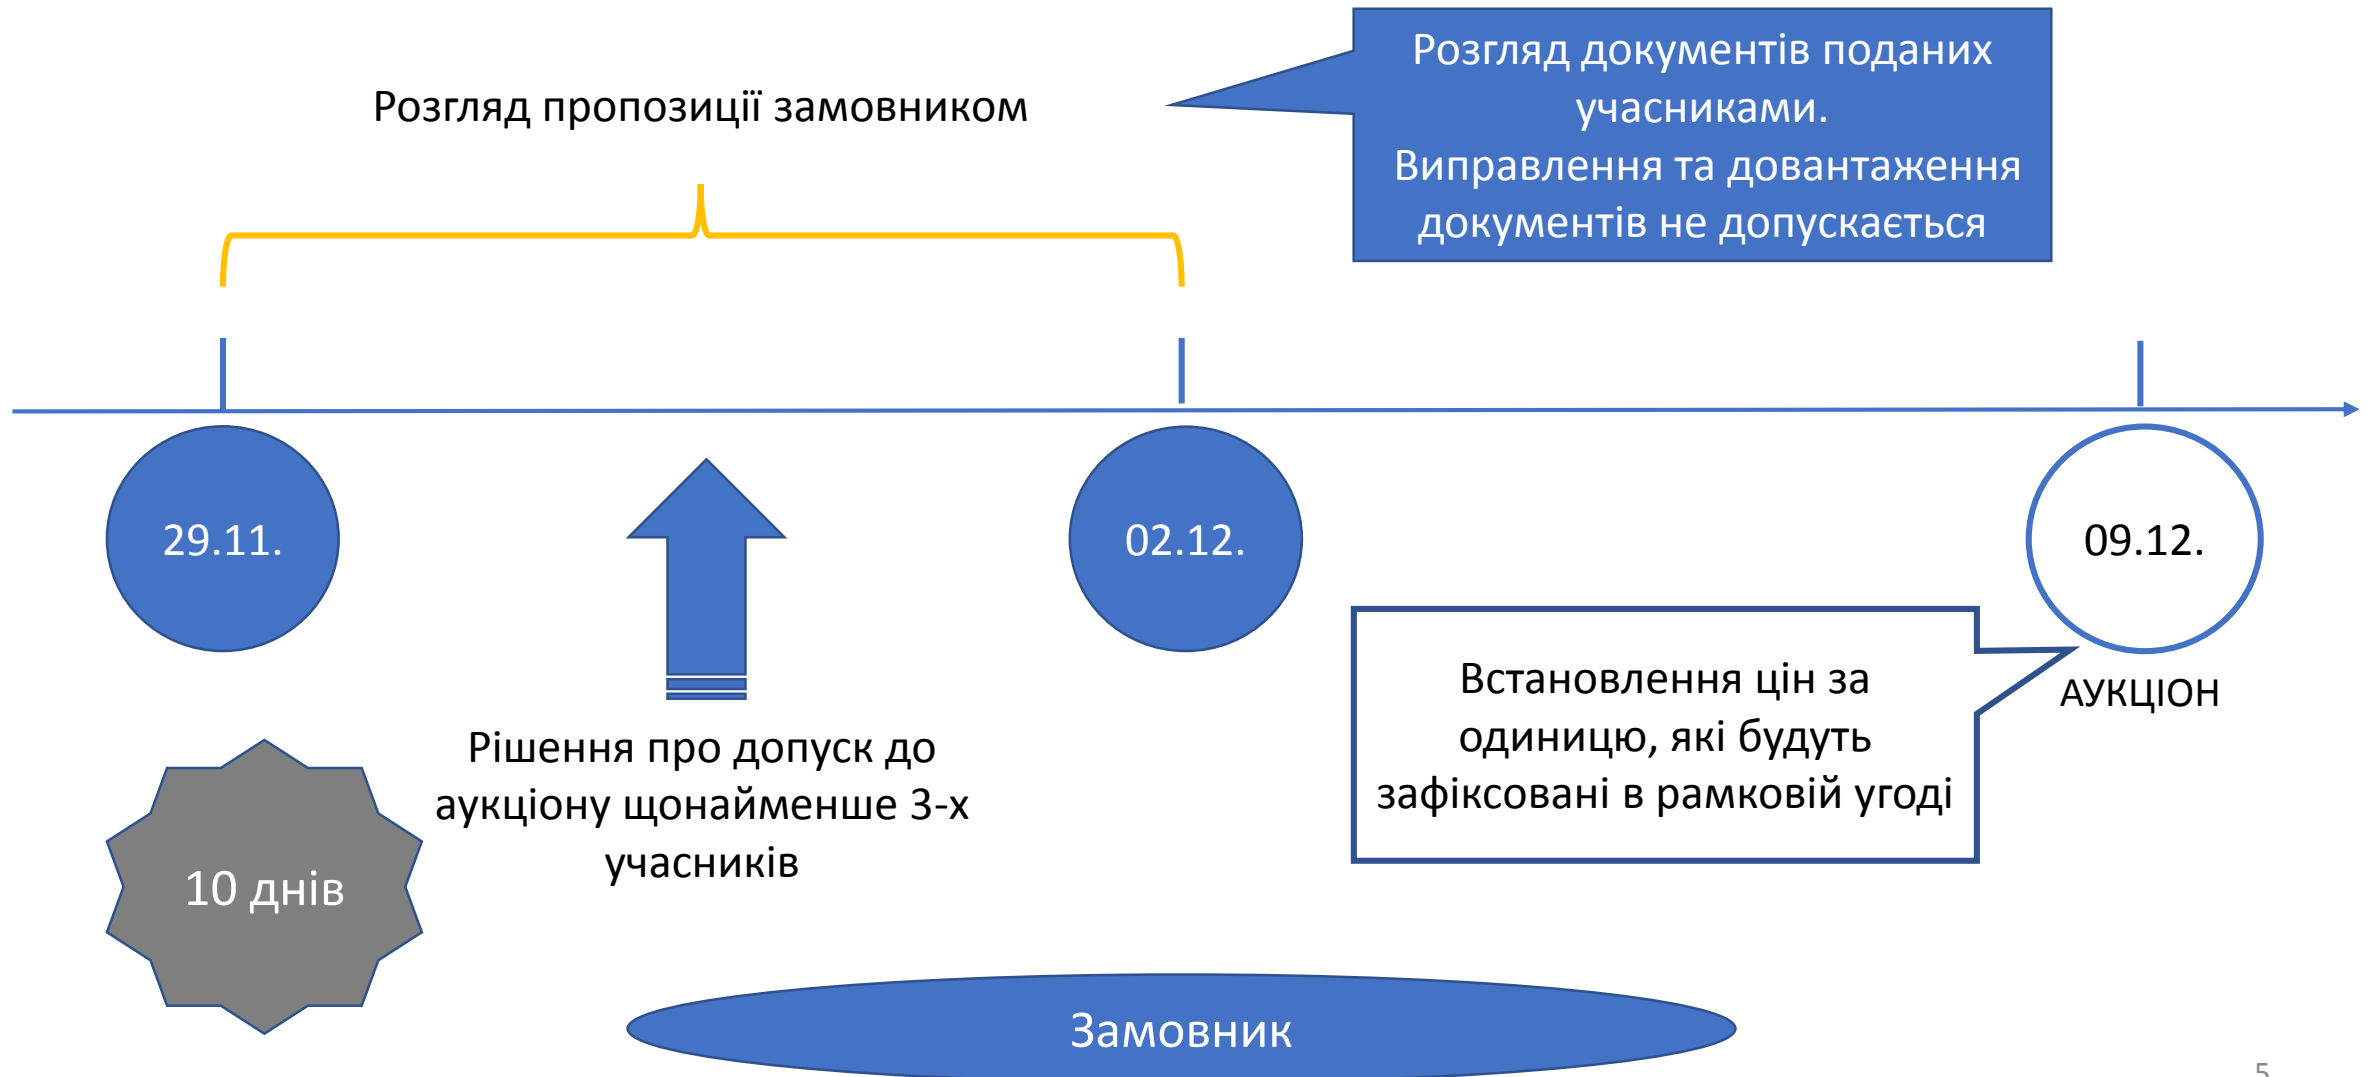 Розгляд пропозиції замовником
Розгляд документів поданих
учасниками.
Виправлення та довантаження
документів не допускається
29.11.
02.12.
09.12.
АУКЦІОН
Встановлення цін за
одиницю, які будуть
зафіксовані в рамковій угоді
Рішення про допуск до
аукціону щонайменше 3-х
учасників
10 днів
Замовник
5